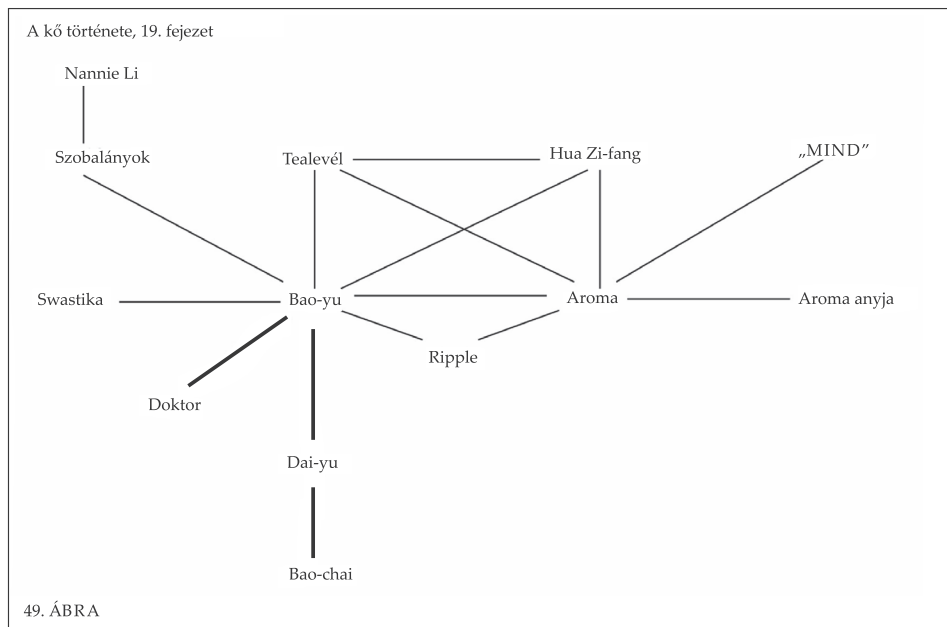 A kő története, 19. fejezet
Nannie Li
Szobalányok
Tealevél
Hua Zi-fang
„MIND”
Swastika
Bao-yu
Aroma
Aroma anyja
Ripple
Doktor
Dai-yu
Bao-chai
49. ÁBRA